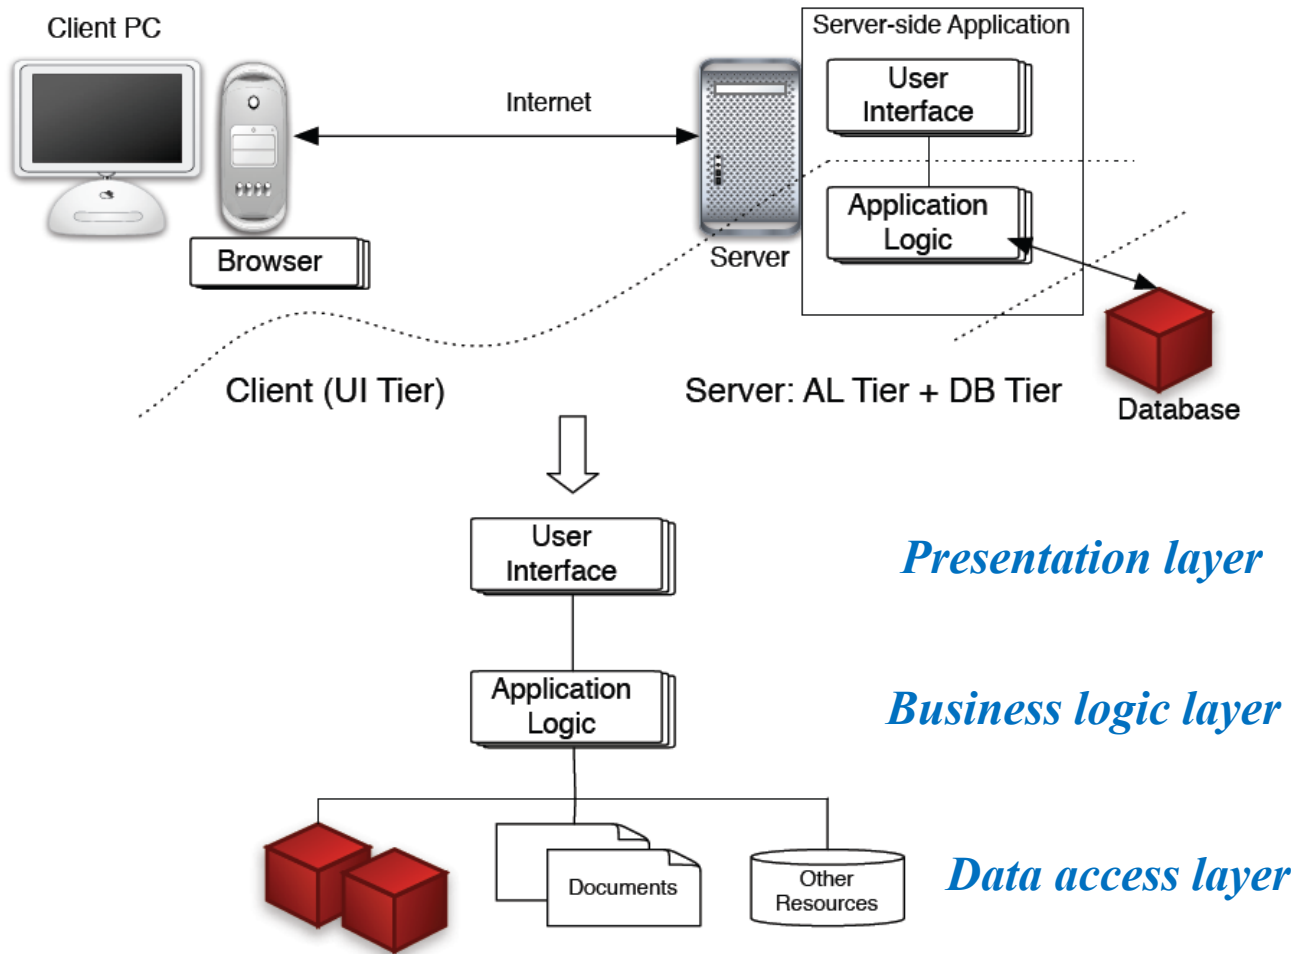 Client PC
Server-side Application
User
Interface
Internet
Application
Logic
Server
Browser
Client (UI Tier)
Server: AL Tier + DB Tier
Database
User
Interface
Presentation layer
Application
Logic
Business logic layer
Documents
Other
Resources
Data access layer